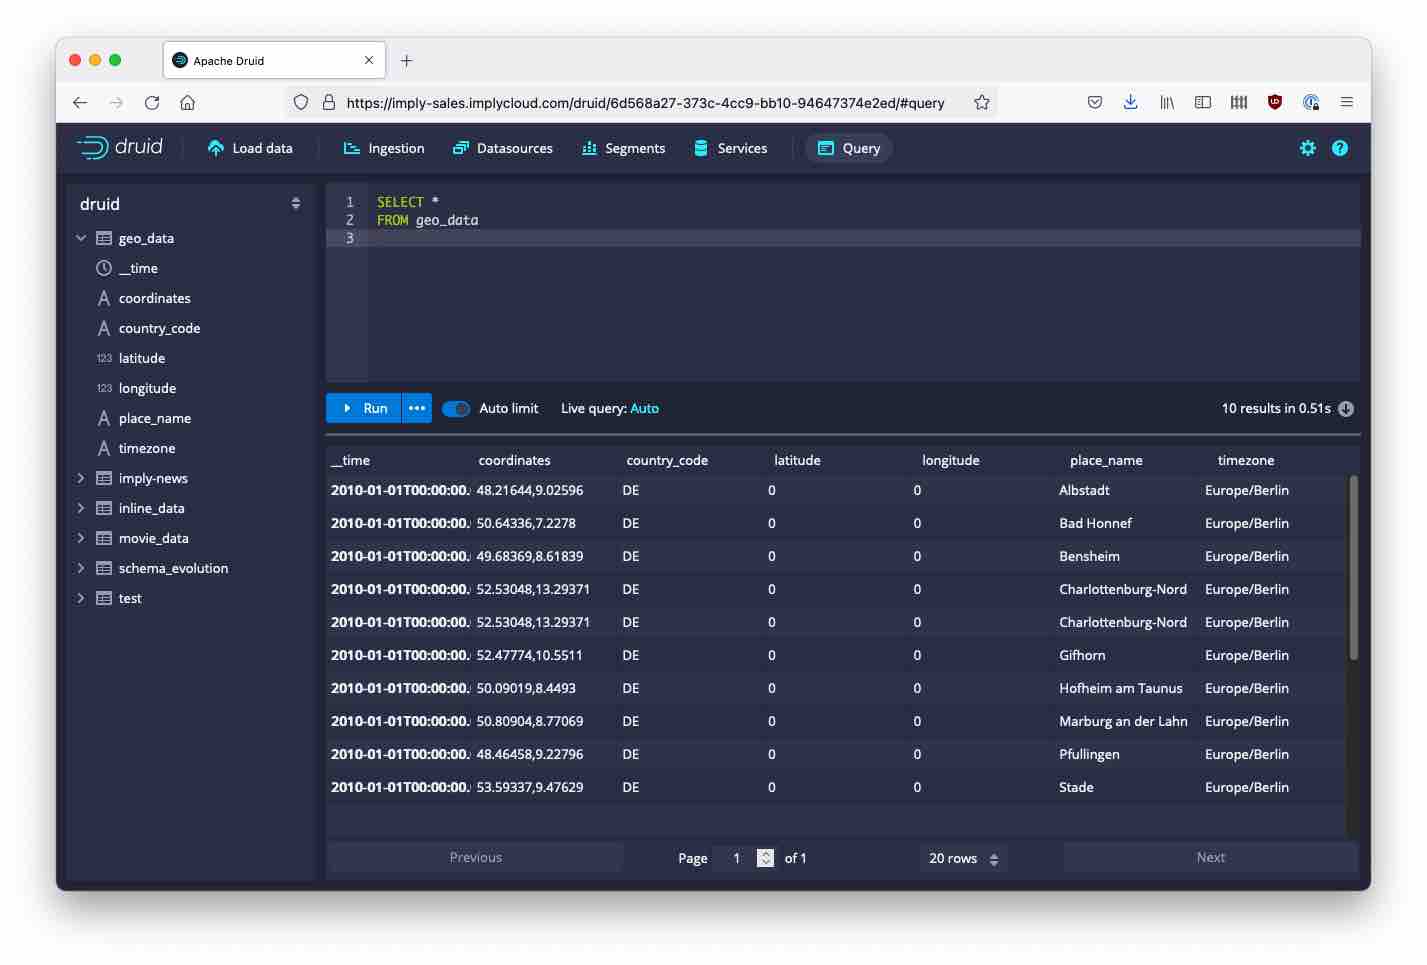 Apache Druid
https://imply-sales.implycloud.com/druid/6d568a27-373c-4cc9-bb10-94647374e2ed/#query
druid Load data Ingestion Datasources Segments Services Query
druid
geo_data
__time
coordinates
country_code
123 latitude
123 longitude
place_name
timezone
imply-news
inline_data
movie_data
schema_evolution
test
1 SELECT *
2 FROM geo_data
3
Run Auto limit Live query: Auto 10 results in 0.51s
__time coordinates country_code latitude longitude place_name timezone
2010-01-01T00:00:00. 48.21644,9.02596 DE 0 0 Albstadt Europe/Berlin
2010-01-01T00:00:00. 50.64336,7.2278 DE 0 0 Bad Honnef Europe/Berlin
2010-01-01T00:00:00. 49.68369,8.61839 DE 0 0 Bensheim Europe/Berlin
2010-01-01T00:00:00. 52.53048,13.29371 DE 0 0 Charlottenburg-Nord Europe/Berlin
2010-01-01T00:00:00. 52.53048,13.29371 DE 0 0 Charlottenburg-Nord Europe/Berlin
2010-01-01T00:00:00. 52.47774,10.5511 DE 0 0 Gifhorn Europe/Berlin
2010-01-01T00:00:00. 50.09019,8.4493 DE 0 0 Hofheim am Taunus Europe/Berlin
2010-01-01T00:00:00. 50.80904,8.77069 DE 0 0 Marburg an der Lahn Europe/Berlin
2010-01-01T00:00:00. 48.46458,9.22796 DE 0 0 Pfullingen Europe/Berlin
2010-01-01T00:00:00. 53.59337,9.47629 DE 0 0 Stade Europe/Berlin
Previous Page 1 of 1 20 rows Next